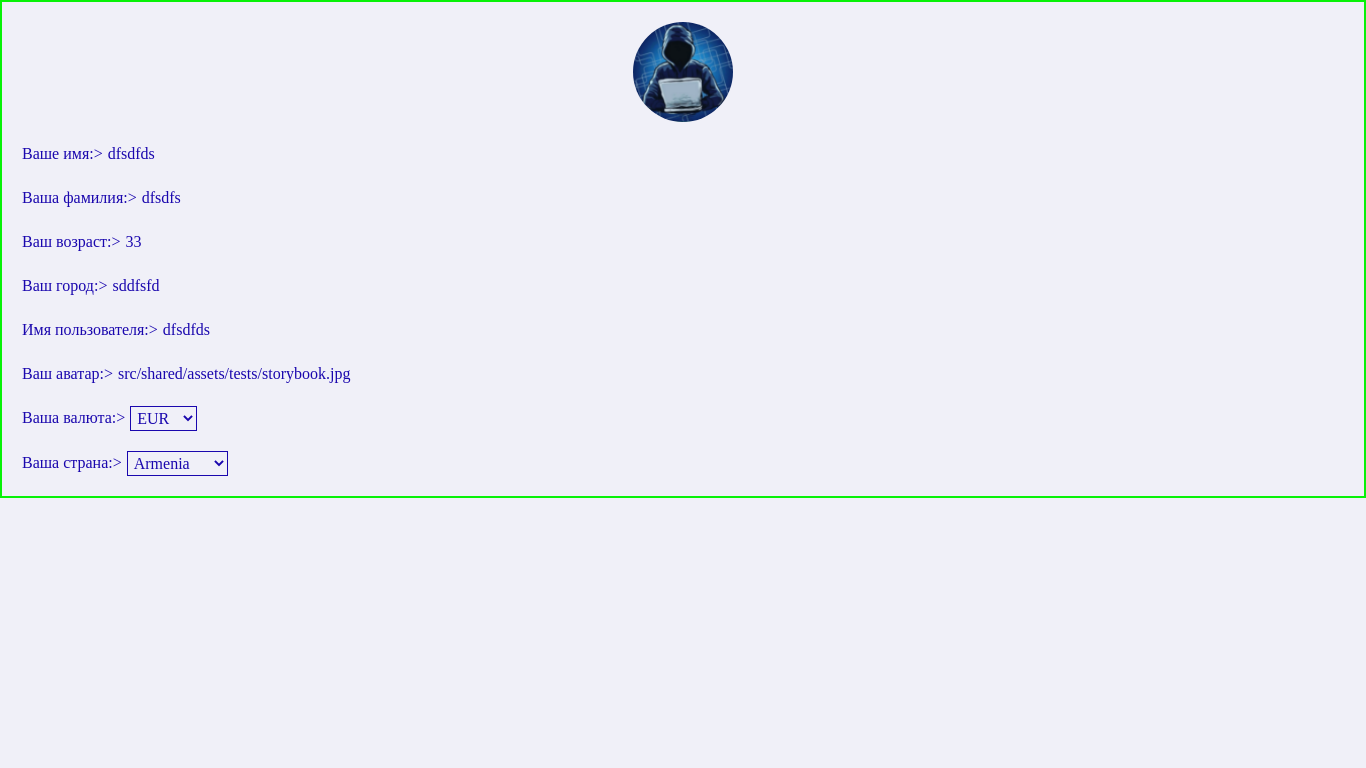 Ваше имя:> dfsdfds
Ваша фамилия:> dfsdfs
Ваш возраст:> 33
Ваш город:> sddfsfd
Имя пользователя:> dfsdfds
Ваш аватар:> src/shared/assets/tests/storybook.jpg
Ваша валюта:> EUR
Ваша страна:> Armenia